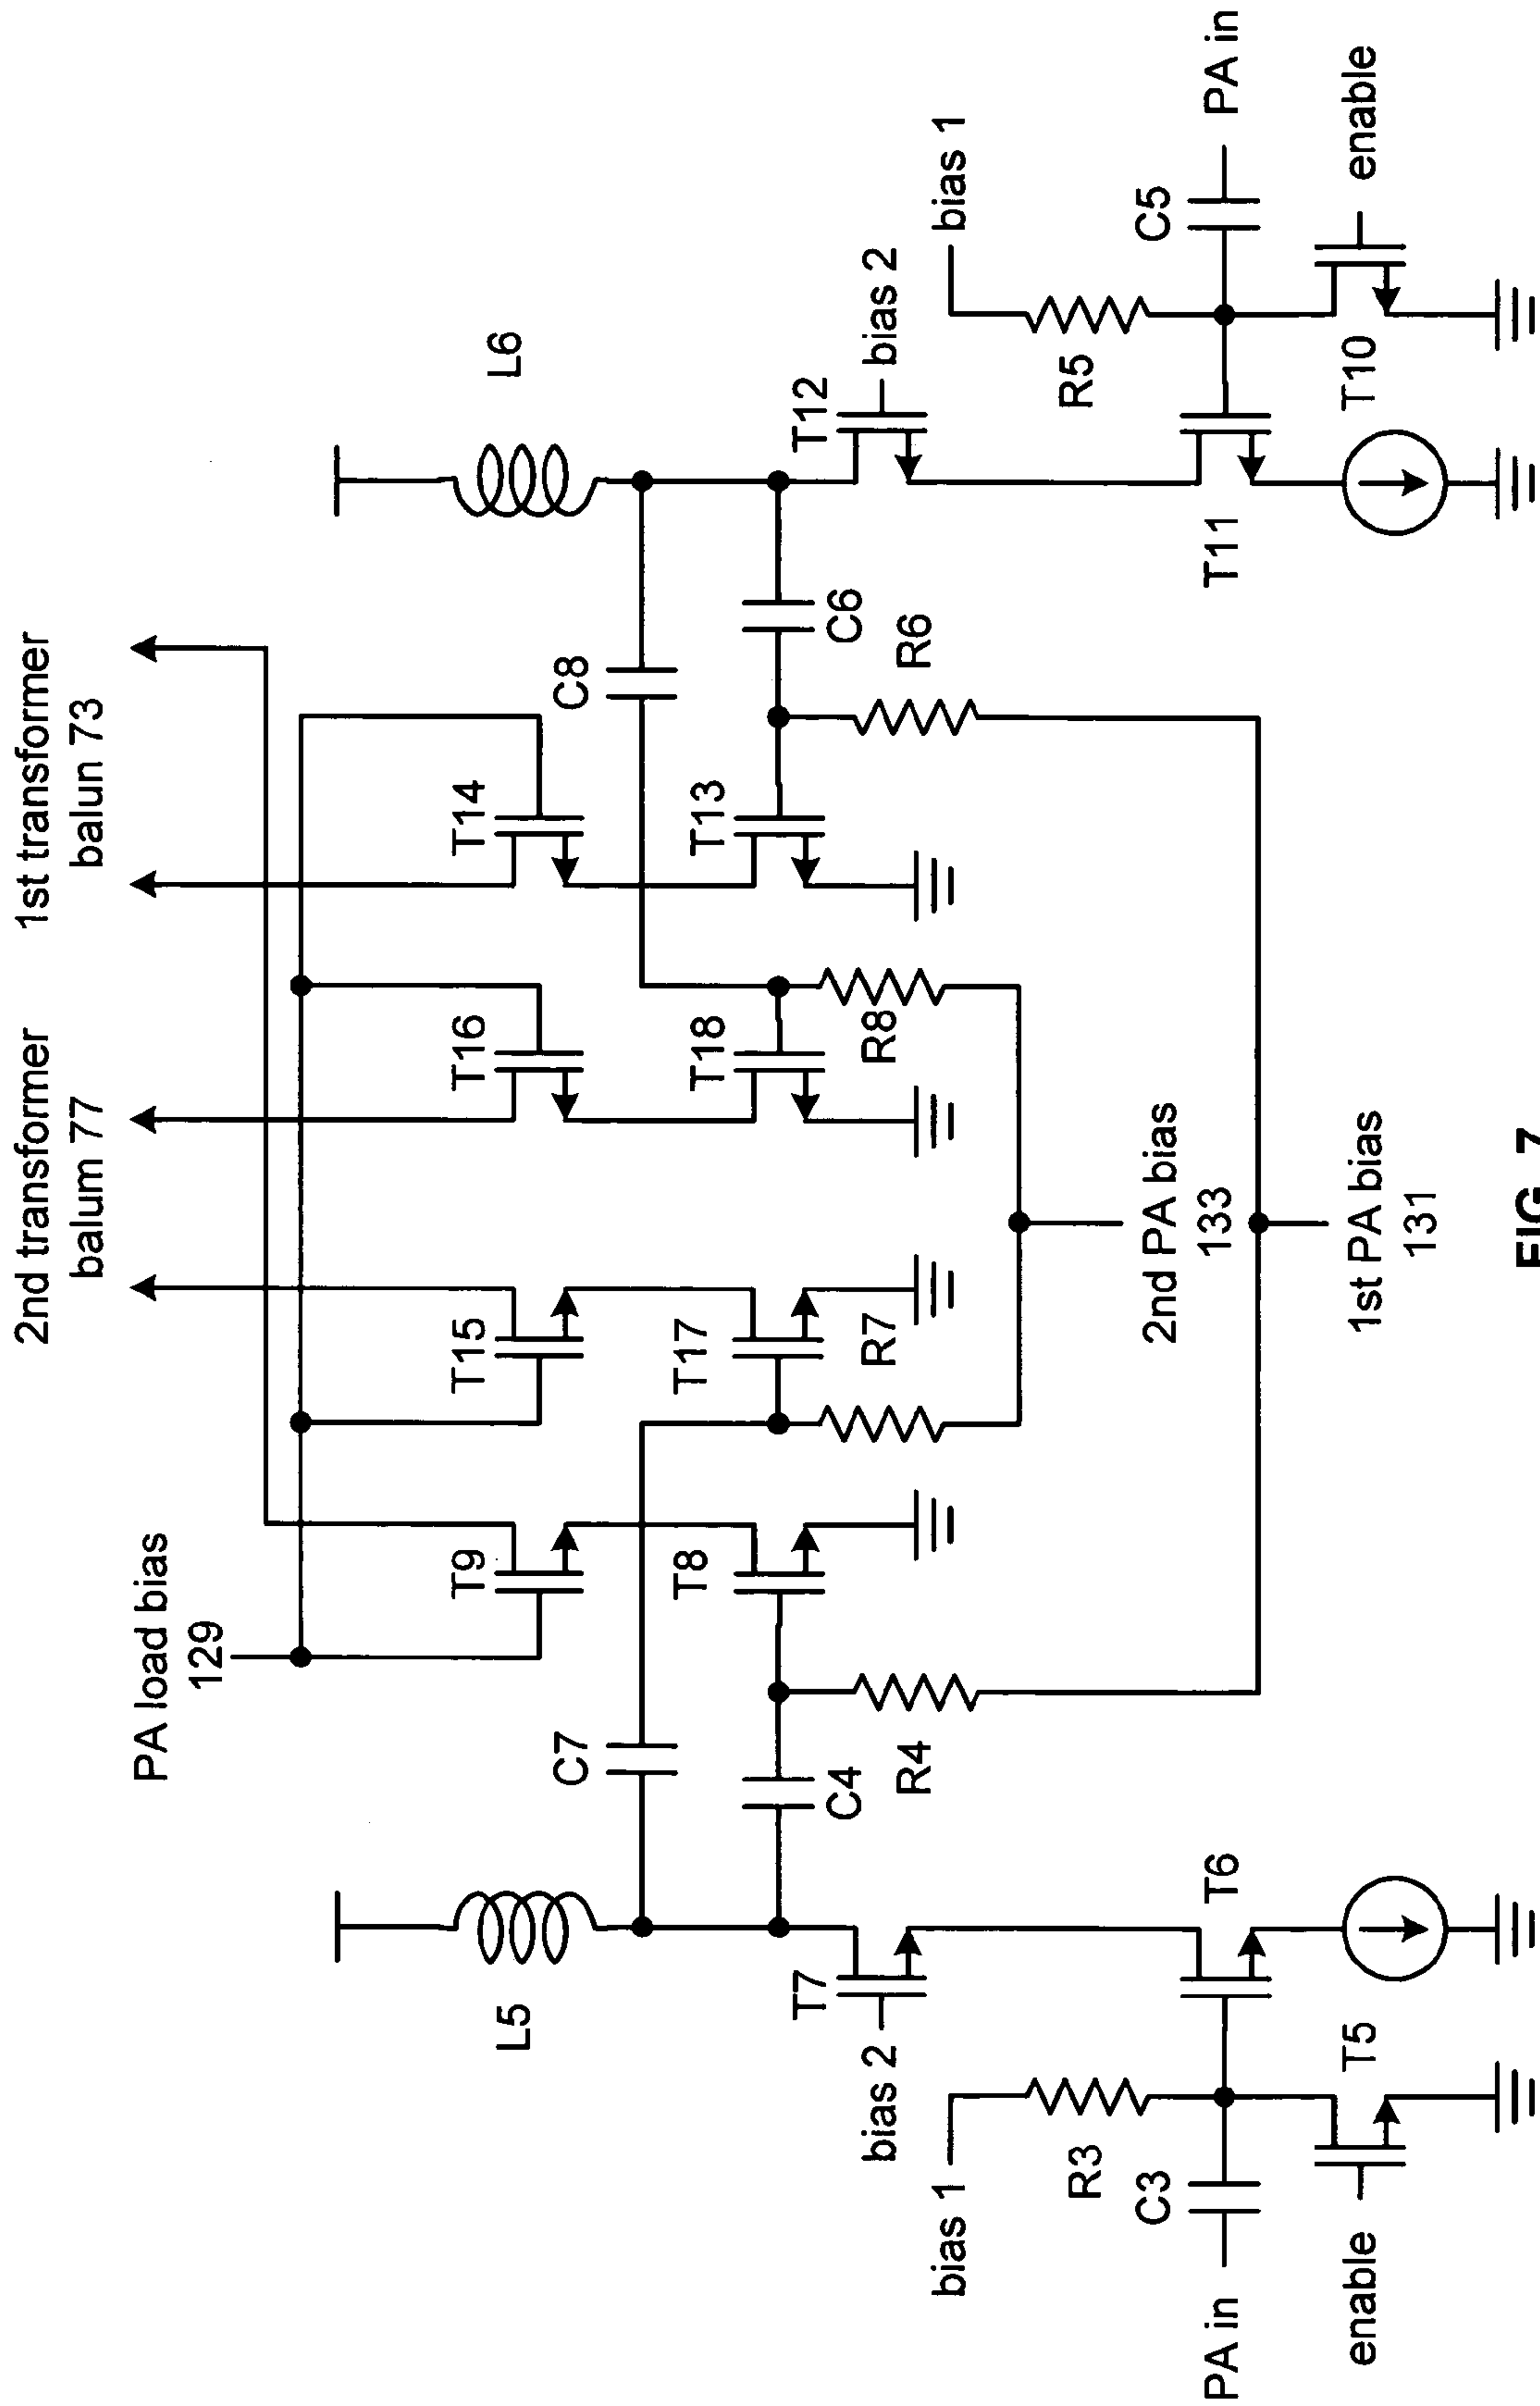 2nd transformer
balum 77
1st transformer
balun 73
PA load bias
129
L5
L6
T9
T15
T16
T14
C7
C8
T8
T17
T18
T13
C4
C6
R4
R7
R8
R6
T7
T12
bias 2
bias 2
bias 1
bias 1
R3
R5
C3
C5
PA in
PA in
T6
T11
T5
T10
enable
enable
2nd PA bias
133
1st PA bias
131
FIG. 7